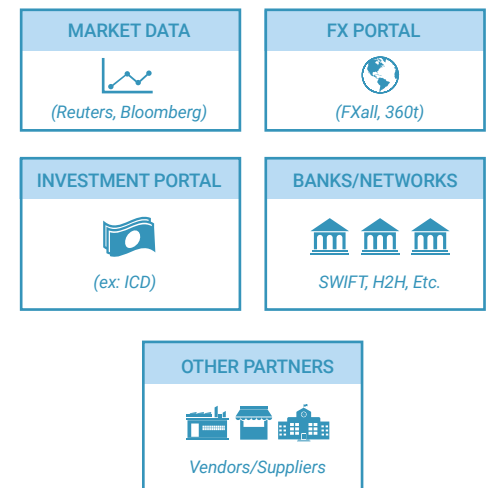 MARKET DATA
(Reuters, Bloomberg)
FX PORTAL
(FXall, 360t)
INVESTMENT PORTAL
(ex: ICD)
BANKS/NETWORKS
SWIFT, H2H, Etc.
OTHER PARTNERS
Vendors/Suppliers